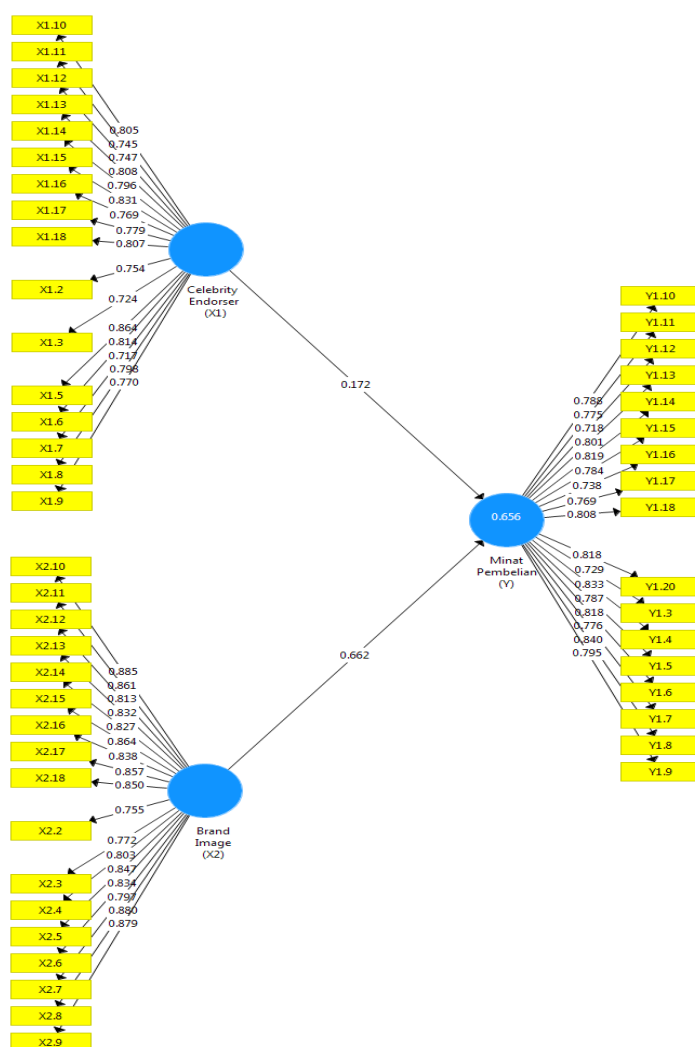 X1.10
X1.11
X1.12
X1.13
X1.14
X1.15
X1.16
X1.17
X1.18
X1.2
X1.3
X1.5
X1.6
X1.7
X1.8
X1.9
0.805
0.745
0.747
0.808
0.796
0.831
0.769
0.779
0.807
0.754
0.724
0.864
0.814
0.717
0.798
0.770
Celebrity
Endorser
(X1)
0.172
X2.10
X2.11
X2.12
X2.13
X2.14
X2.15
X2.16
X2.17
X2.18
X2.2
X2.3
X2.4
X2.5
X2.6
X2.7
X2.8
X2.9
0.885
0.861
0.813
0.832
0.827
0.864
0.838
0.857
0.850
0.755
0.772
0.803
0.847
0.834
0.797
0.880
0.879
Brand
Image
(X2)
0.662
0.656
Minat
Pembelian
(Y)
0.788
0.775
0.718
0.801
0.819
0.784
0.738
0.769
0.808
0.818
0.729
0.833
0.787
0.818
0.776
0.840
0.795
Y1.10
Y1.11
Y1.12
Y1.13
Y1.14
Y1.15
Y1.16
Y1.17
Y1.18
Y1.20
Y1.3
Y1.4
Y1.5
Y1.6
Y1.7
Y1.8
Y1.9